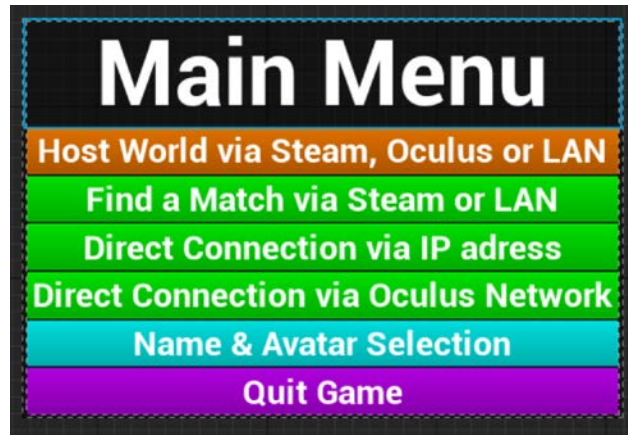 Main Menu
Host World via Steam, Oculus or LAN
Find a Match via Steam or LAN
Direct Connection via IP adress
Direct Connection via Oculus Network
Name & Avatar Selection
Quit Game